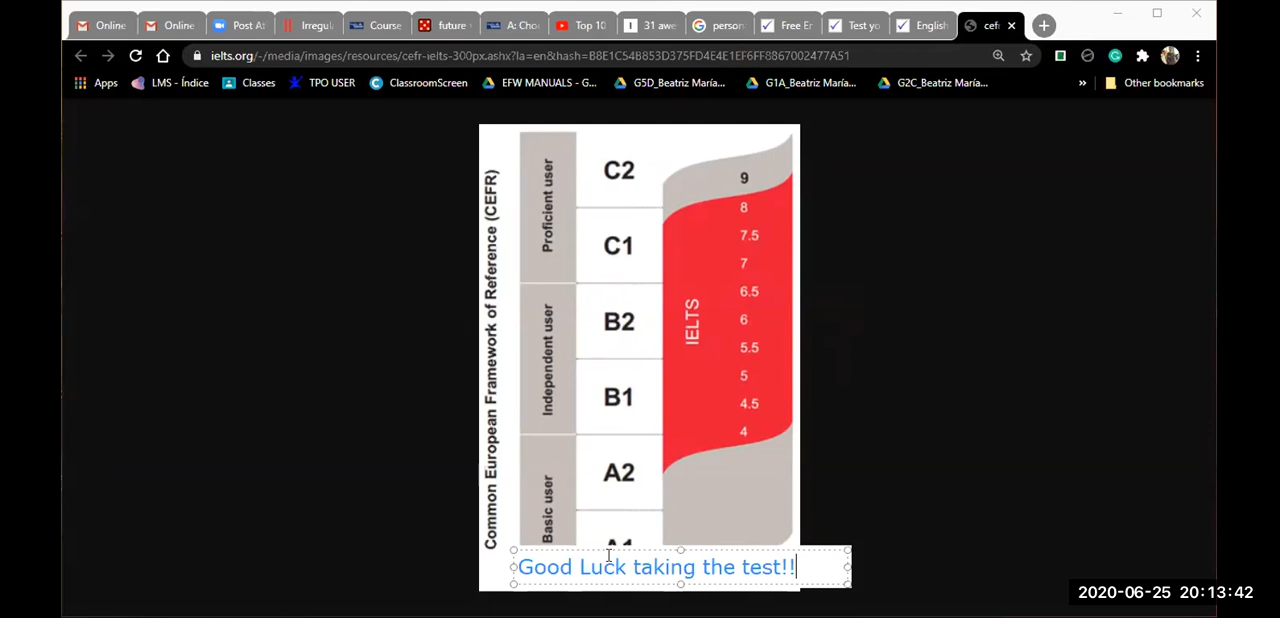 Online
Online
Post At
Irregula
Course
future
A: Cho
Top 10
31 awe
person
Free Er
Test yo
English
cef
ielts.org/-/media/images/resources/cefr-ielts-300px.ashx?la=en&hash=B8E1C54B853D375FD4E4E1EF6FF8867002477A51
Apps
LMS - Índice
TPO USER
Classes
ClassroomScreen
EFW MANUALS - G...
G5D_Beatriz María...
G1A_Beatriz María...
G2C_Beatriz María...
»
Other bookmarks
Common European Framework of Reference (CEFR)
Proficient user
Independent user
Basic user
C2
C1
B2
B1
A2
A1
IELTS
9
8
7.5
7
6.5
6
5.5
5
4.5
4
Good Luck taking the test!!
2020-06-25 20:13:42